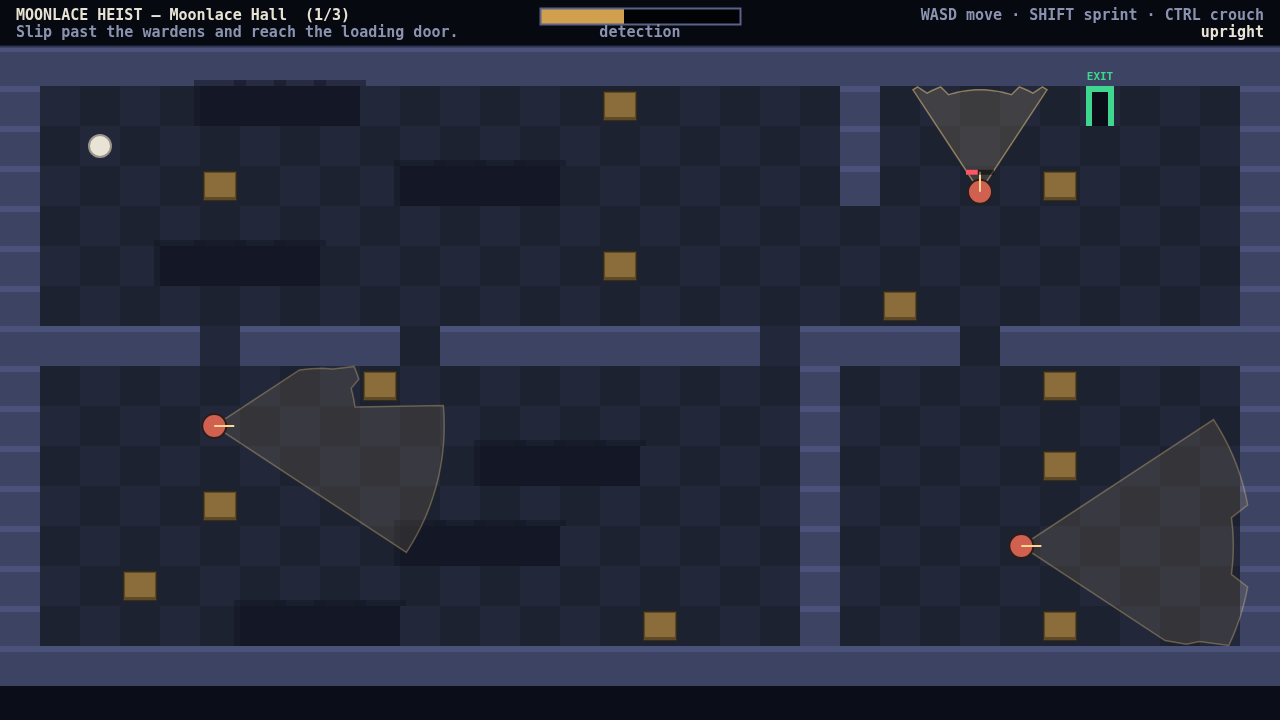 MOONLACE HEIST — Moonlace Hall (1/3)
Slip past the wardens and reach the loading door.
detection
WASD move · SHIFT sprint · CTRL crouch
upright
EXIT